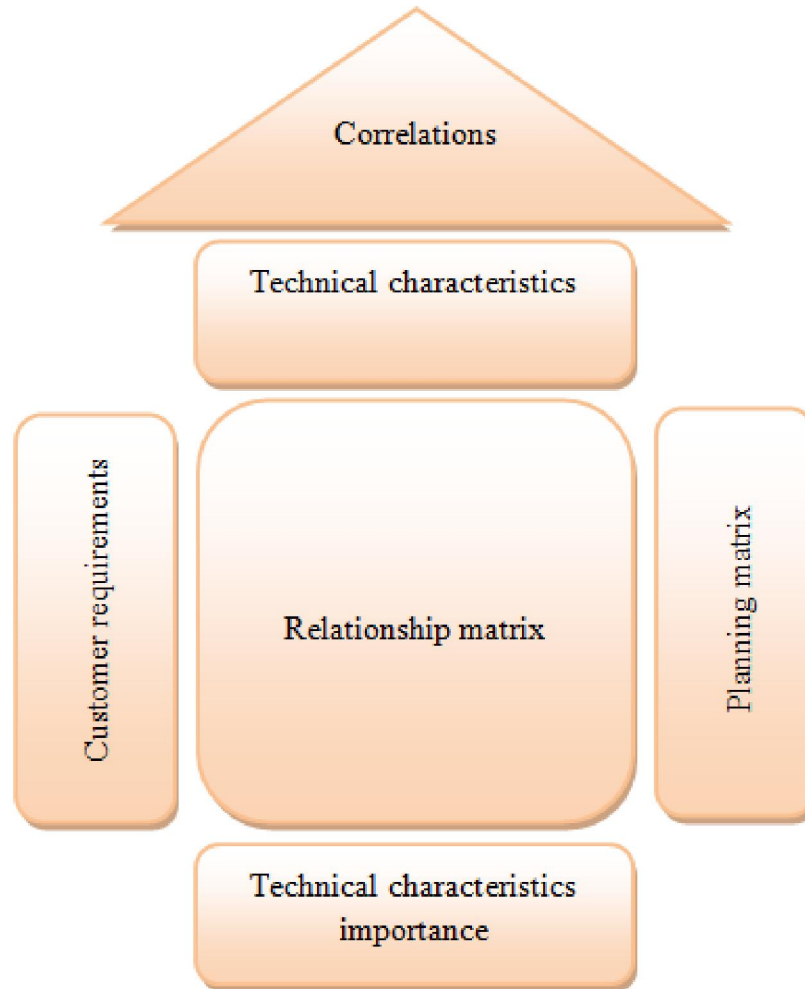 Correlations
Technical characteristics
Customer requirements
Relationship matrix
Planning matrix
Technical characteristics
importance